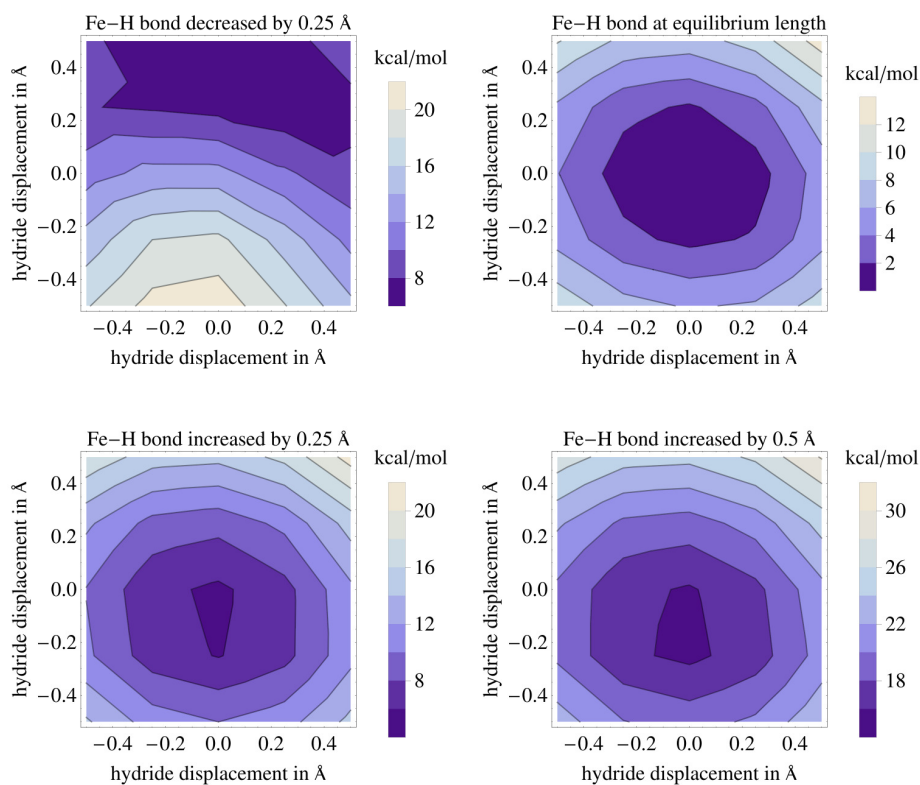 Fe−H bond decreased by 0.25 Å
kcal/mol
hydride displacement in Å
0.4
0.2
0.0
−0.2
−0.4
20
16
12
8
−0.4 −0.2 0.0 0.2 0.4
hydride displacement in Å
Fe−H bond at equilibrium length
kcal/mol
hydride displacement in Å
0.4
0.2
0.0
−0.2
−0.4
12
10
8
6
4
2
−0.4 −0.2 0.0 0.2 0.4
hydride displacement in Å
Fe−H bond increased by 0.25 Å
kcal/mol
hydride displacement in Å
0.4
0.2
0.0
−0.2
−0.4
20
16
12
8
−0.4 −0.2 0.0 0.2 0.4
hydride displacement in Å
Fe−H bond increased by 0.5 Å
kcal/mol
hydride displacement in Å
0.4
0.2
0.0
−0.2
−0.4
30
26
22
18
−0.4 −0.2 0.0 0.2 0.4
hydride displacement in Å